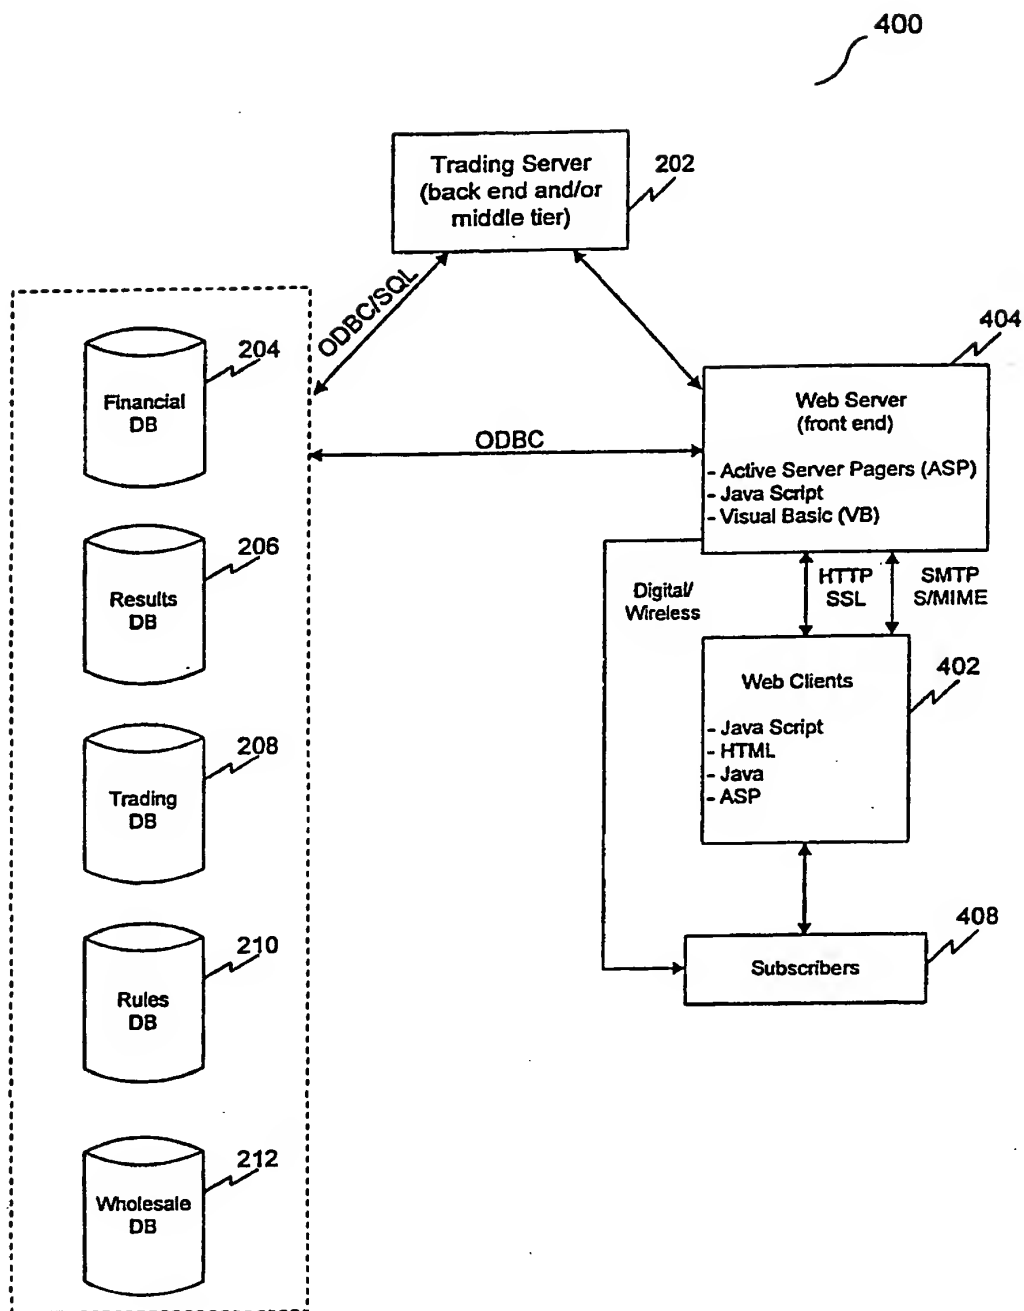 400
Trading Server
(back end and/or
middle tier)
202
ODBC/SQL
204
Financial
DB
206
Results
DB
208
Trading
DB
210
Rules
DB
212
Wholesale
DB
ODBC
404
Web Server
(front end)
- Active Server Pagers (ASP)
- Java Script
- Visual Basic (VB)
Digital/
Wireless
HTTP
SSL
SMTP
S/MIME
402
Web Clients
- Java Script
- HTML
- Java
- ASP
408
Subscribers